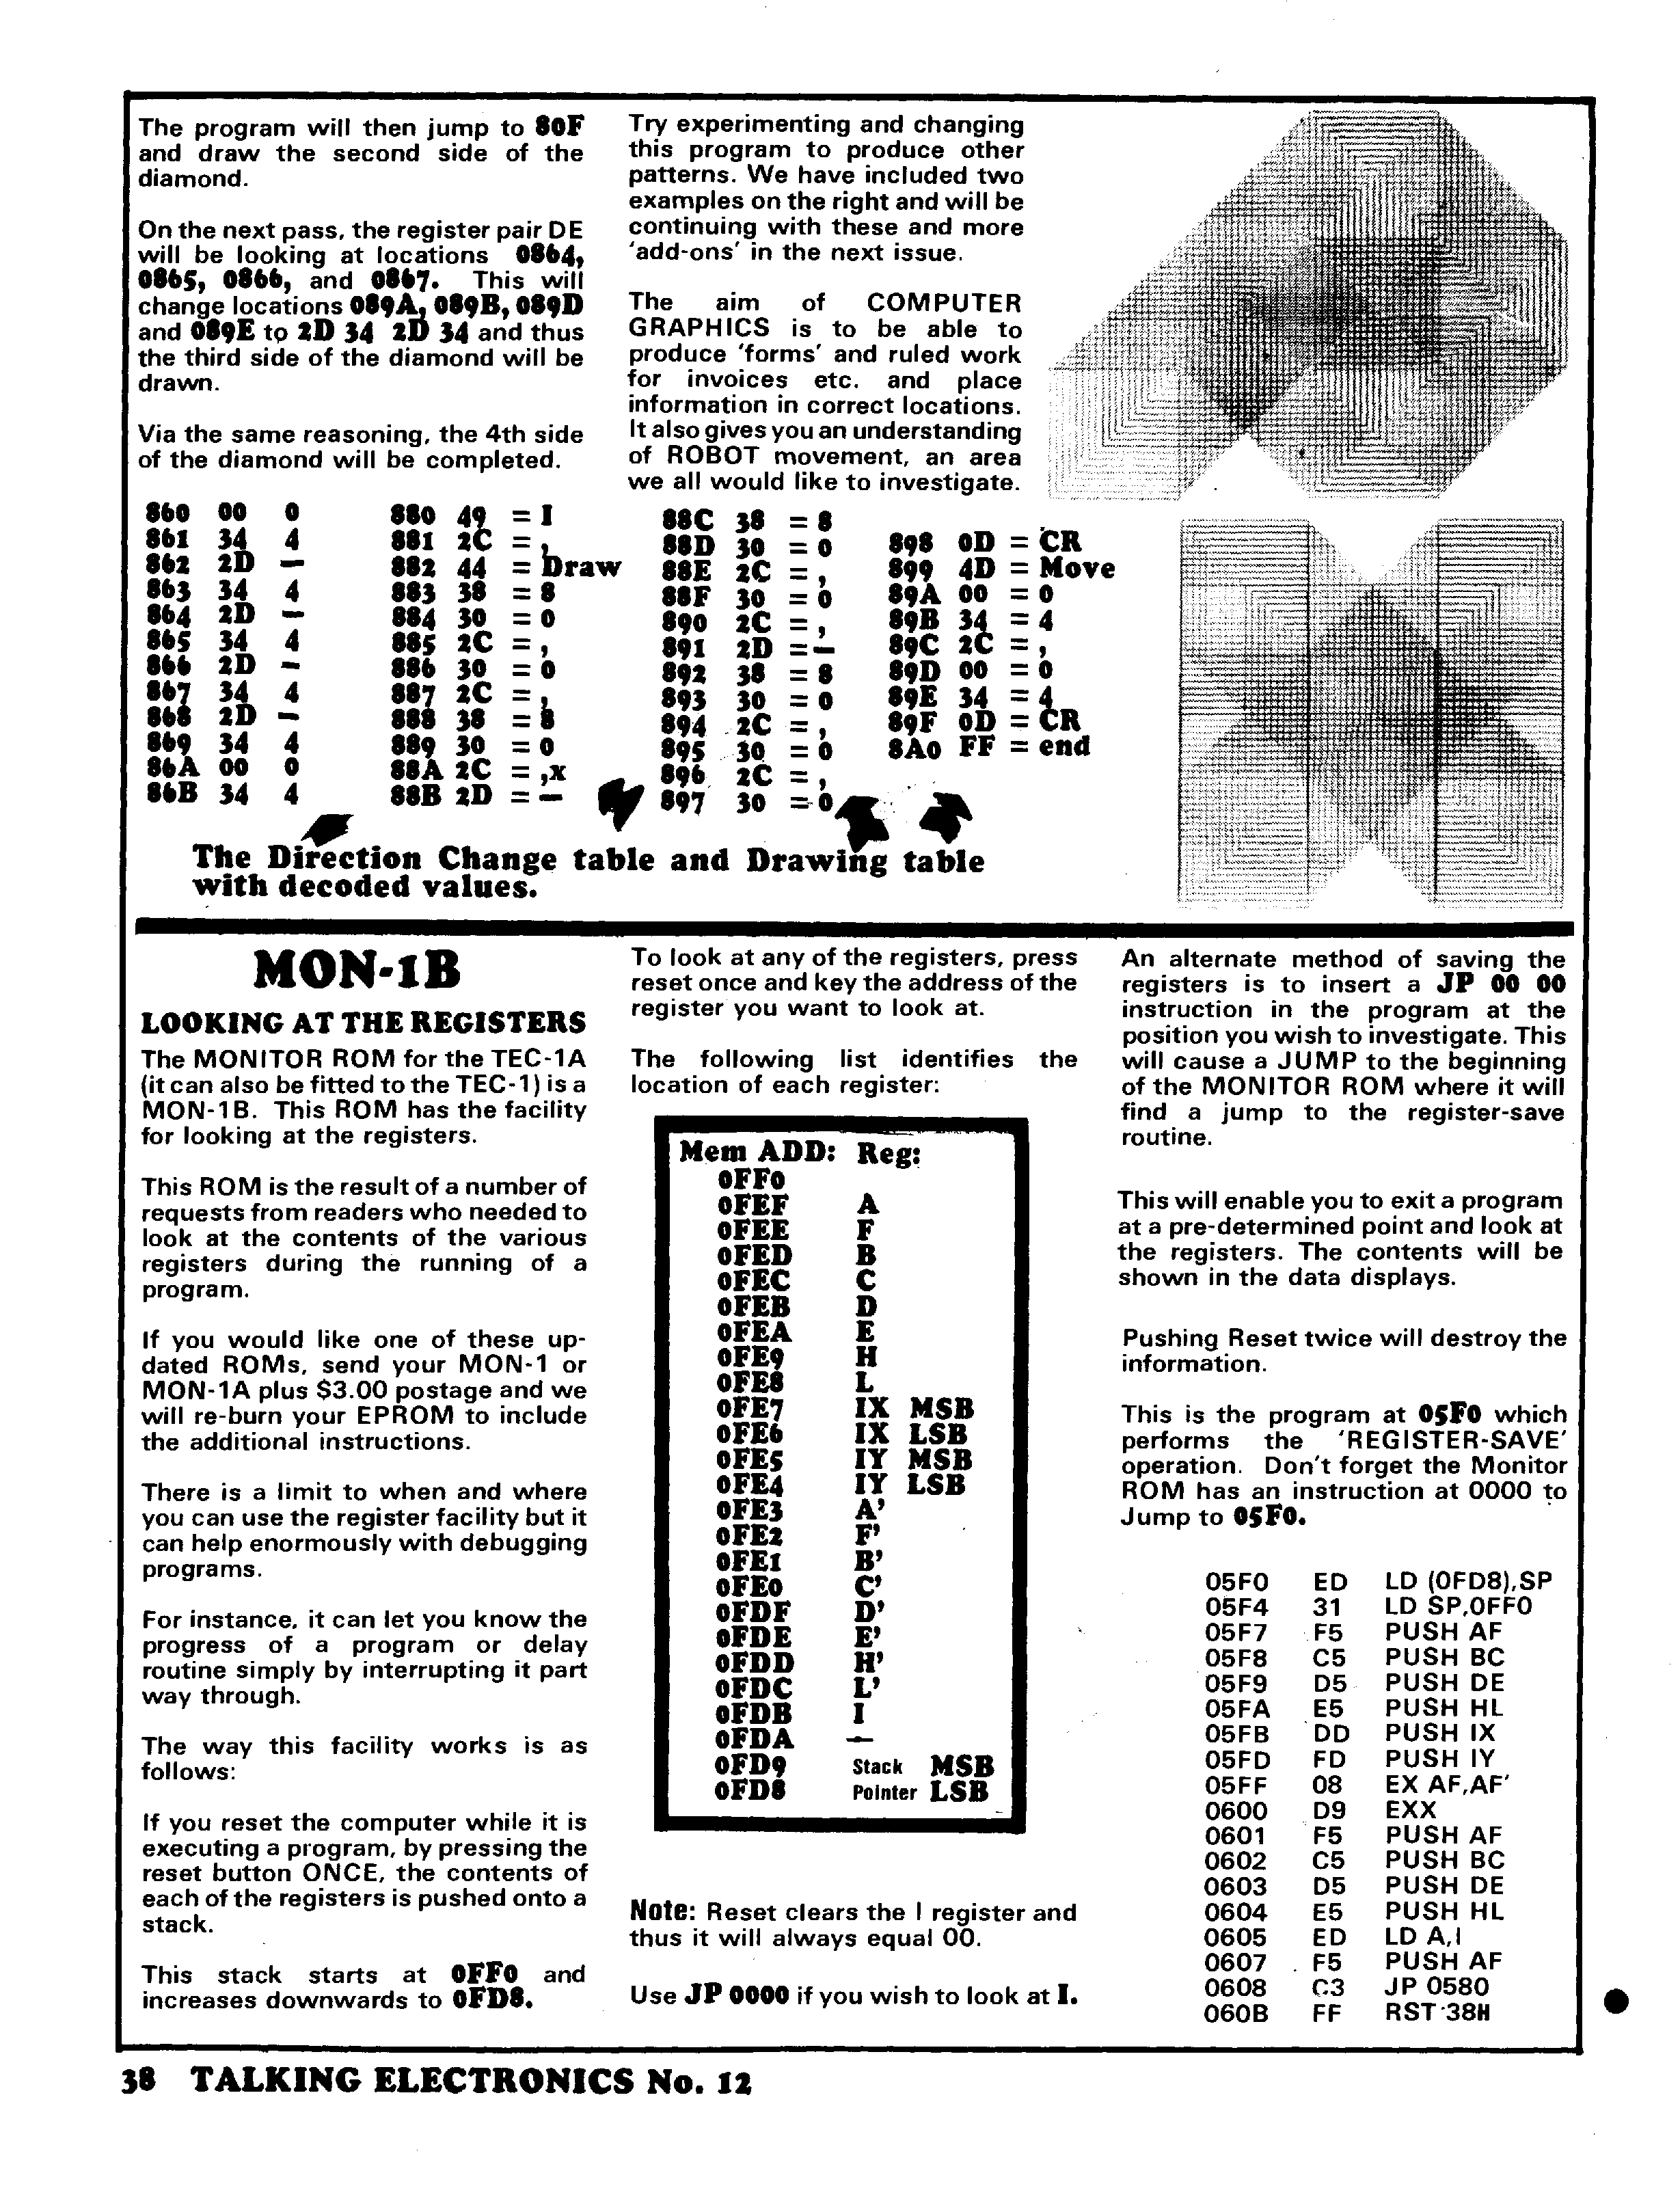 The program will then jump to 80F
and draw the second side of the
diamond.
On the next pass, the register pair DE
will be looking at locations 0864,
0865, 0866, and 0867. This will
change locations 089A, 089B, 089D
and 089E to 2D 34 2D 34 and thus
the third side of the diamond will be
drawn.
Via the same reasoning, the 4th side
of the diamond will be completed.
Try experimenting and changing
this program to produce other
patterns. We have included two
examples on the right and will be
continuing with these and more
'add-ons' in the next issue.
The aim of COMPUTER
GRAPHICS is to be able to
produce 'forms' and ruled work
for invoices etc. and place
information in correct locations.
It also gives you an understanding
of ROBOT movement, an area
we all would like to investigate.
860 00 0
861 34 4
862 2D —
863 34 4
864 2D —
865 34 4
866 2D —
867 34 4
868 2D —
869 34 4
86A 00 0
86B 34 4
880 49 = I
881 2C = ,
882 44 = Draw
883 38 = 8
884 30 = 0
885 2C = ,
886 30 = 0
887 2C = ,
888 38 = 8
889 30 = 0
88A 2C = ,x
88B 2D = —
88C 38 = 8
88D 30 = 0
88E 2C = ,
88F 30 = 0
890 2C = ,
891 2D = —
892 38 = 8
893 30 = 0
894 2C = ,
895 30 = 0
896 2C = ,
897 30 = 0
898 0D = CR
899 4D = Move
89A 00 = 0
89B 34 = 4
89C 2C = ,
89D 00 = 0
89E 34 = 4
89F 0D = CR
8A0 FF = end
The Direction Change table and Drawing table
with decoded values.
MON-1B
LOOKING AT THE REGISTERS
The MONITOR ROM for the TEC-1A
(it can also be fitted to the TEC-1) is a
MON-1B. This ROM has the facility
for looking at the registers.
This ROM is the result of a number of
requests from readers who needed to
look at the contents of the various
registers during the running of a
program.
If you would like one of these up-
dated ROMs, send your MON-1 or
MON-1A plus $3.00 postage and we
will re-burn your EPROM to include
the additional instructions.
There is a limit to when and where
you can use the register facility but it
can help enormously with debugging
programs.
For instance, it can let you know the
progress of a program or delay
routine simply by interrupting it part
way through.
The way this facility works is as
follows:
If you reset the computer while it is
executing a program, by pressing the
reset button ONCE, the contents of
each of the registers is pushed onto a
stack.
This stack starts at 0FF0 and
increases downwards to 0FD8.
To look at any of the registers, press
reset once and key the address of the
register you want to look at.
The following list identifies the
location of each register:
Mem ADD: Reg:
0FF0
0FEF A
0FEE F
0FED B
0FEC C
0FEB D
0FEA E
0FE9 H
0FE8 L
0FE7 IX MSB
0FE6 IX LSB
0FE5 IY MSB
0FE4 IY LSB
0FE3 A'
0FE2 F'
0FE1 B'
0FE0 C'
0FDF D'
0FDE E'
0FDD H'
0FDC L'
0FDB I
0FDA —
0FD9 Stack MSB
0FD8 Pointer LSB
Note: Reset clears the I register and
thus it will always equal 00.
Use JP 0000 if you wish to look at I.
An alternate method of saving the
registers is to insert a JP 00 00
instruction in the program at the
position you wish to investigate. This
will cause a JUMP to the beginning
of the MONITOR ROM where it will
find a jump to the register-save
routine.
This will enable you to exit a program
at a pre-determined point and look at
the registers. The contents will be
shown in the data displays.
Pushing Reset twice will destroy the
information.
This is the program at 05F0 which
performs the 'REGISTER-SAVE'
operation. Don't forget the Monitor
ROM has an instruction at 0000 to
Jump to 05F0.
05F0 ED LD (0FD8),SP
05F4 31 LD SP,0FF0
05F7 F5 PUSH AF
05F8 C5 PUSH BC
05F9 D5 PUSH DE
05FA E5 PUSH HL
05FB DD PUSH IX
05FD FD PUSH IY
05FF 08 EX AF,AF'
0600 D9 EXX
0601 F5 PUSH AF
0602 C5 PUSH BC
0603 D5 PUSH DE
0604 E5 PUSH HL
0605 ED LD A,I
0607 F5 PUSH AF
0608 C3 JP 0580
060B FF RST 38H
38 TALKING ELECTRONICS No. 12